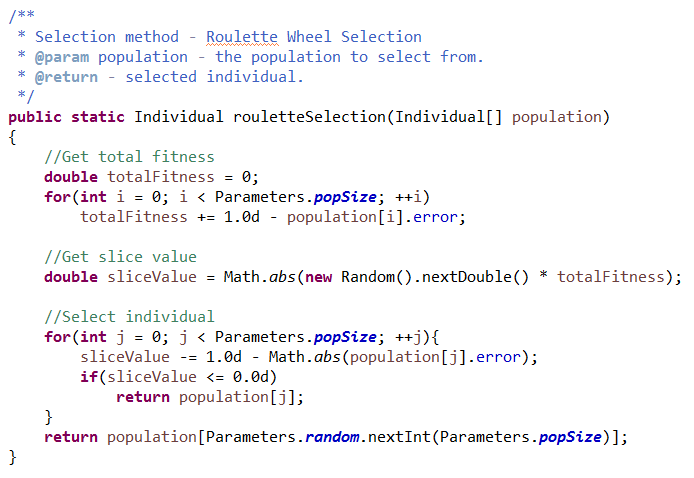 /**
 * Selection method - Roulette Wheel Selection
 * @param population - the population to select from.
 * @return - selected individual.
 */
public static Individual rouletteSelection(Individual[] population)
{
    //Get total fitness
    double totalFitness = 0;
    for(int i = 0; i < Parameters.popSize; ++i)
        totalFitness += 1.0d - population[i].error;

    //Get slice value
    double sliceValue = Math.abs(new Random().nextDouble() * totalFitness);

    //Select individual
    for(int j = 0; j < Parameters.popSize; ++j){
        sliceValue -= 1.0d - Math.abs(population[j].error);
        if(sliceValue <= 0.0d)
            return population[j];
    }
    return population[Parameters.random.nextInt(Parameters.popSize)];
}